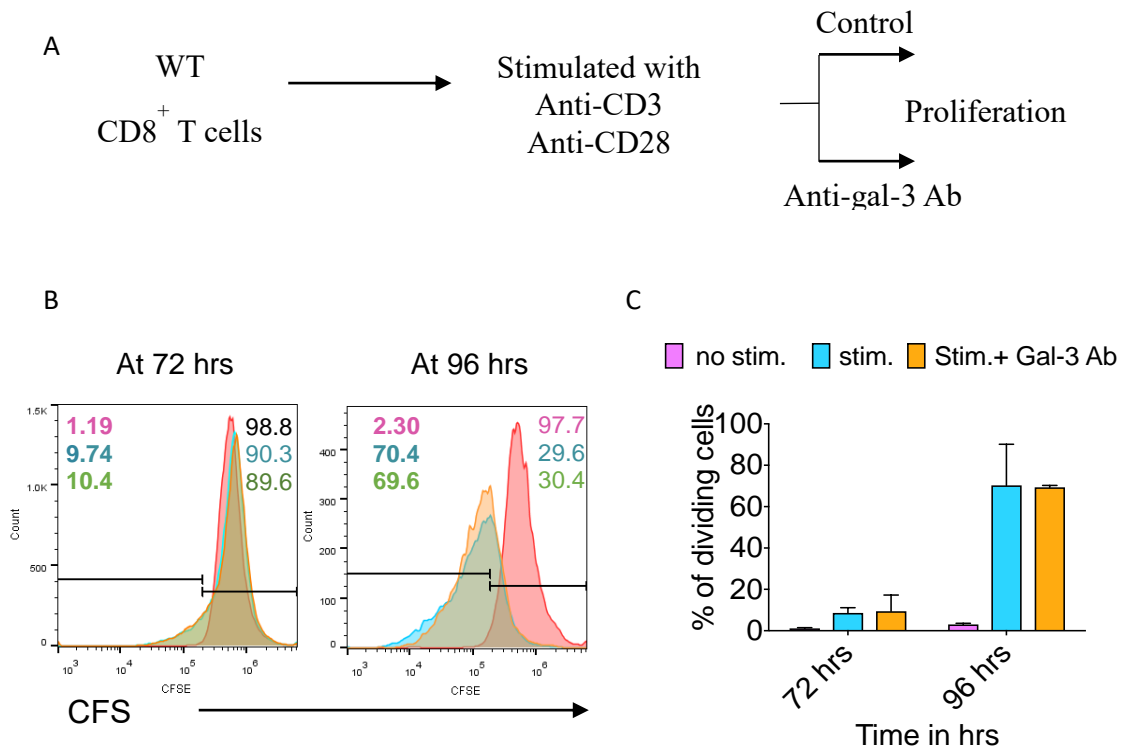 A
WT
CD8+ T cells
Stimulated with
Anti-CD3
Anti-CD28
Control
Proliferation
Anti-gal-3 Ab
B
At 72 hrs
1.5K
1.0K
500
0
Count
1.19
9.74
10.4
98.8
90.3
89.6
10^3
10^4
10^5
10^6
CFSE
At 96 hrs
400
300
200
100
0
Count
2.30
70.4
69.6
97.7
29.6
30.4
10^3
10^4
10^5
10^6
CFSE
CFS
C
no stim.
stim.
Stim.+ Gal-3 Ab
% of dividing cells
100
80
60
40
20
0
72 hrs
96 hrs
Time in hrs